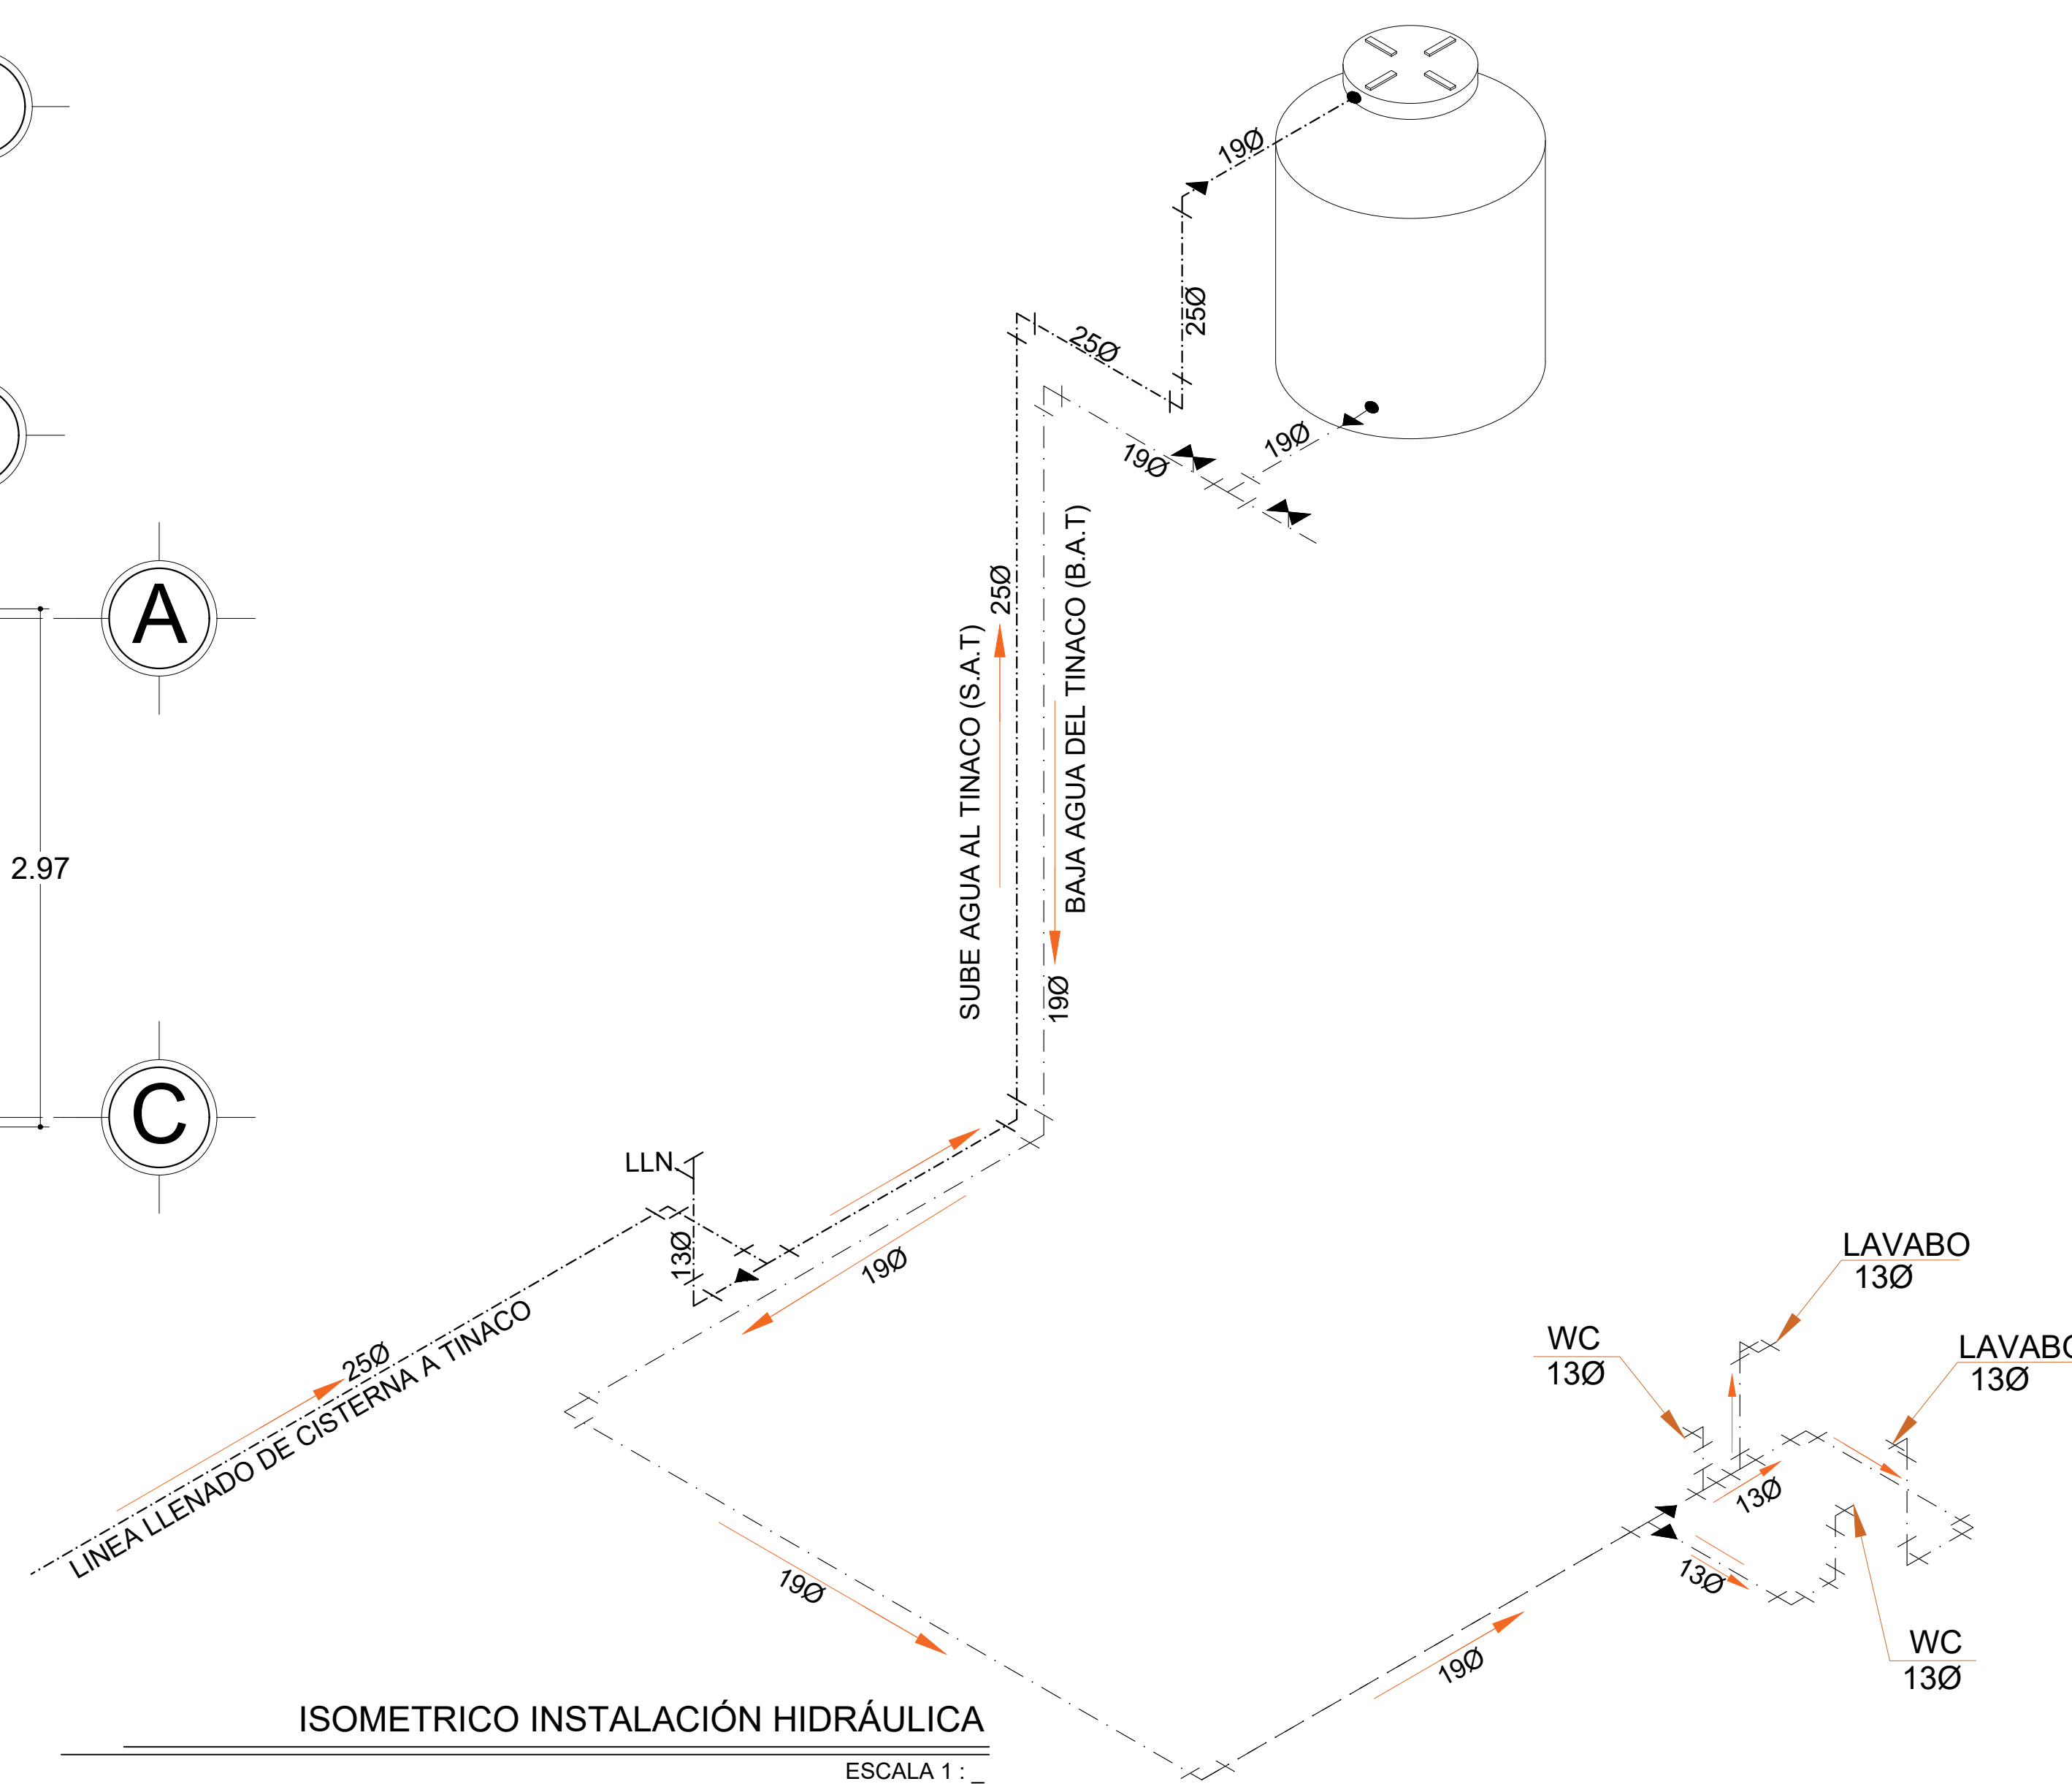 19Ø
25Ø
25Ø
19Ø
19Ø
25Ø
SUBE AGUA AL TINACO (S.A.T)
BAJA AGUA DEL TINACO (B.A.T)
19Ø
A
2.97
C
LLN.
13Ø
19Ø
25Ø
LINEA LLENADO DE CISTERNA A TINACO
LAVABO
13Ø
WC
13Ø
LAVABO
13Ø
13Ø
13Ø
19Ø
19Ø
WC
13Ø
ISOMETRICO INSTALACIÓN HIDRÁULICA
ESCALA 1 : _